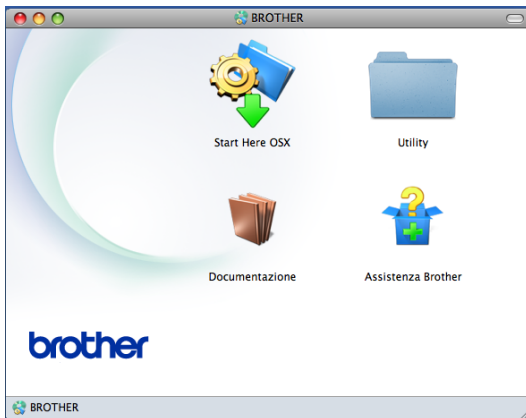 BROTHER
Start Here OSX
Utility
Documentazione
Assistenza Brother
brother
BROTHER